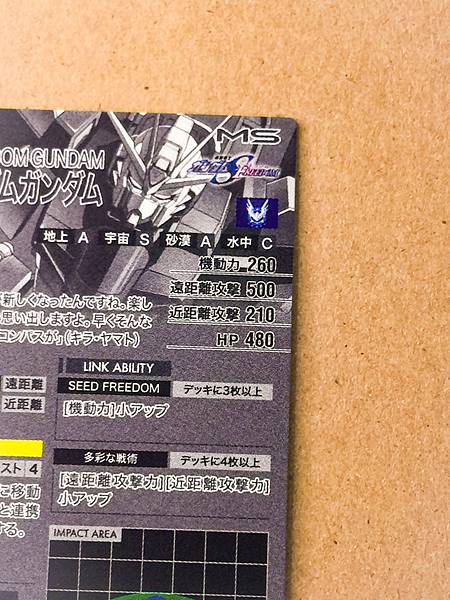 MS
DOM GUNDAM
ムガンダム
地上 A 宇宙 S 砂漠 A 水中 C
機動力 260
遠距離攻撃 500
近距離攻撃 210
HP 480
新しくなったんですね。楽し
思い出しますよ。早くそんな
コンパスが」（キラ・ヤマト）
LINK ABILITY
遠距離
SEED FREEDOM デッキに3枚以上
近距離
[機動力]小アップ
多彩な戦術 デッキに4枚以上
スト 4
[遠距離攻撃力][近距離攻撃力]
小アップ
に移動
と連携
する。
IMPACT AREA